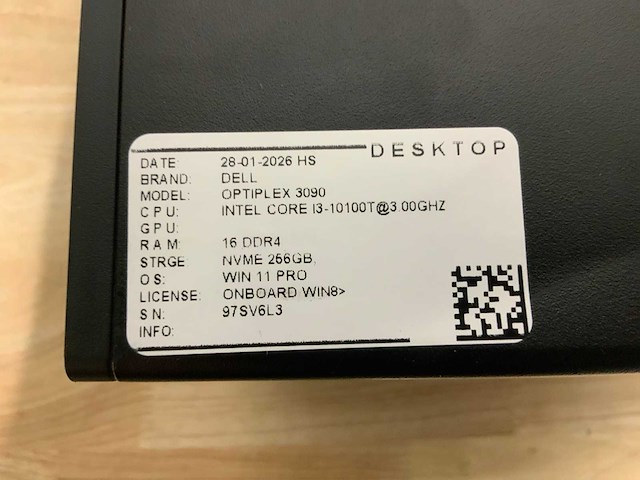 DESKTOP
DATE: 28-01-2026 HS
BRAND: DELL
MODEL: OPTIPLEX 3090
CPU: INTEL CORE I3-10100T@3.00GHZ
GPU:
RAM: 16 DDR4
STRGE NVME 256GB
OS: WIN 11 PRO
LICENSE: ONBOARD WIN8>
SN: 97SV6L3
INFO: